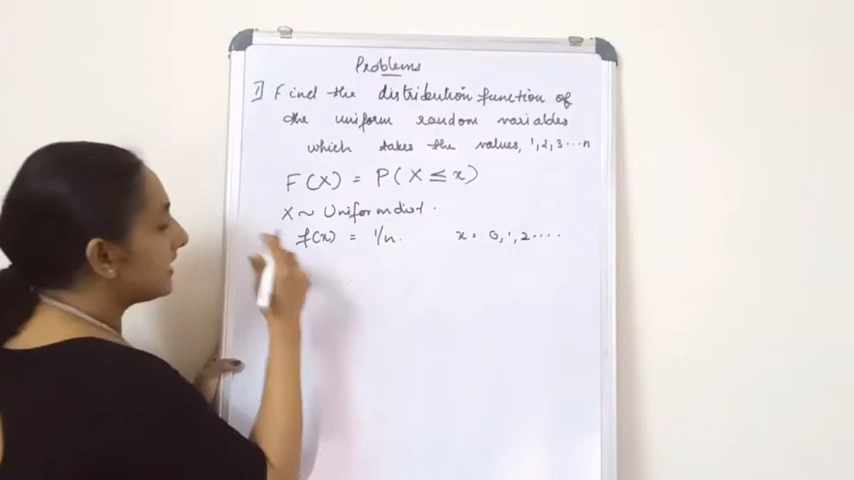 Problems
1] Find the distribution function of
the uniform random variables
which takes the values, 1,2,3...n
F(X) = P(X ≤ x)
X ~ Uniform dist.
f(x) = 1/n. x = 0,1,2....